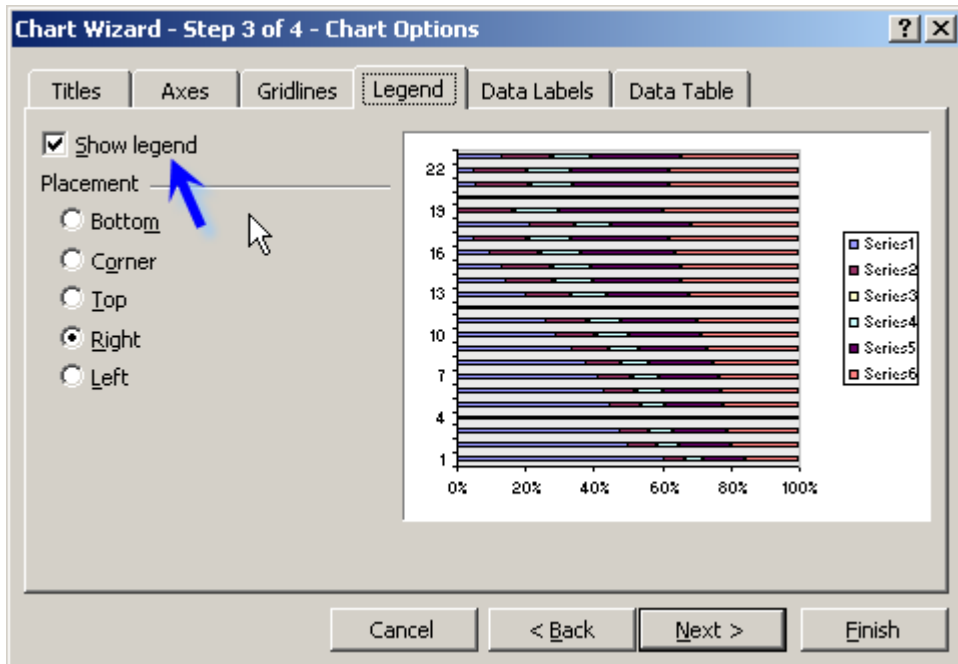 Chart Wizard - Step 3 of 4 - Chart Options
?
Titles Axes Gridlines Legend Data Labels Data Table
Show legend
Placement
Bottom
Corner
Top
Right
Left
22
19
16
13
10
7
4
1
0% 20% 40% 60% 80% 100%
Series1
Series2
Series3
Series4
Series5
Series6
Cancel < Back Next > Finish